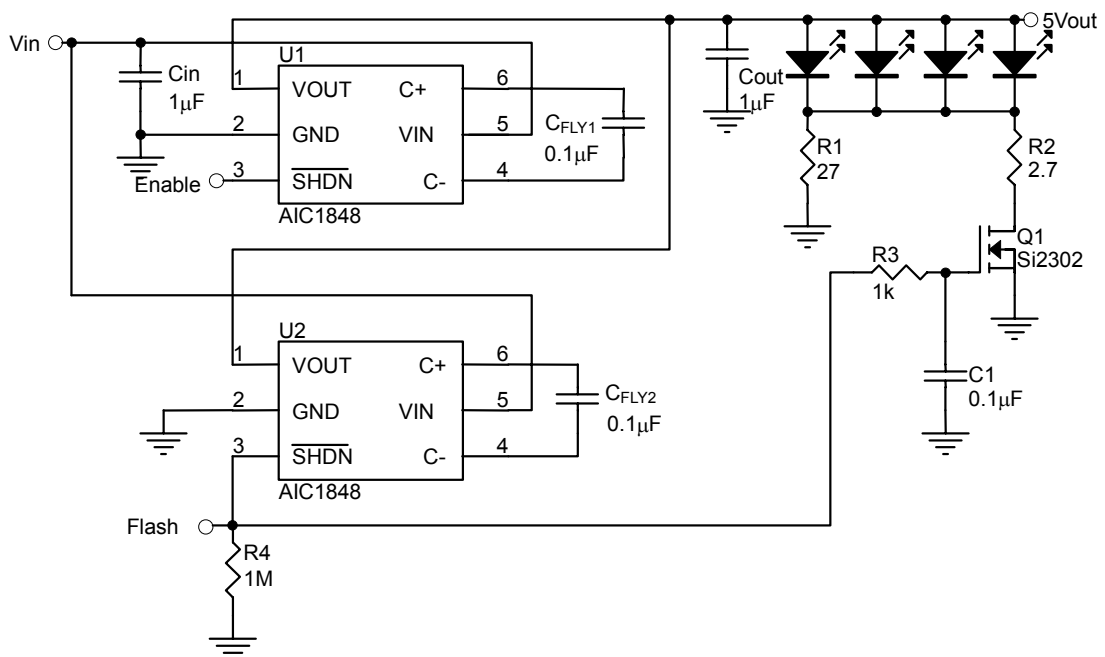 Vin
5Vout
Cin
1μF
U1
1
VOUT
C+
6
2
GND
VIN
5
3
SHDN
C-
4
Enable
AIC1848
CFLY1
0.1μF
Cout
1μF
R1
27
R2
2.7
Q1
Si2302
R3
1k
C1
0.1μF
U2
1
VOUT
C+
6
2
GND
VIN
5
3
SHDN
C-
4
AIC1848
CFLY2
0.1μF
Flash
R4
1M